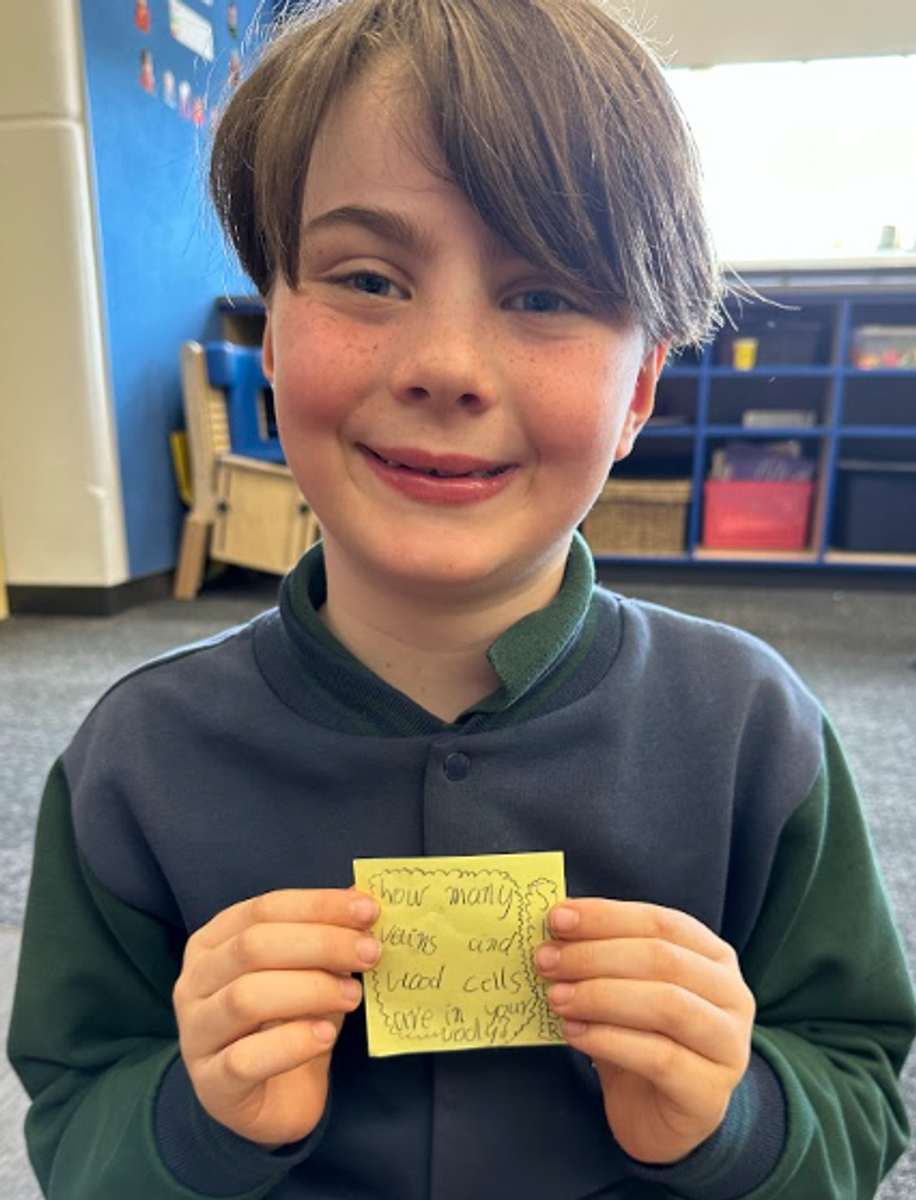 how many
veins and
blood cells
are in your
body?